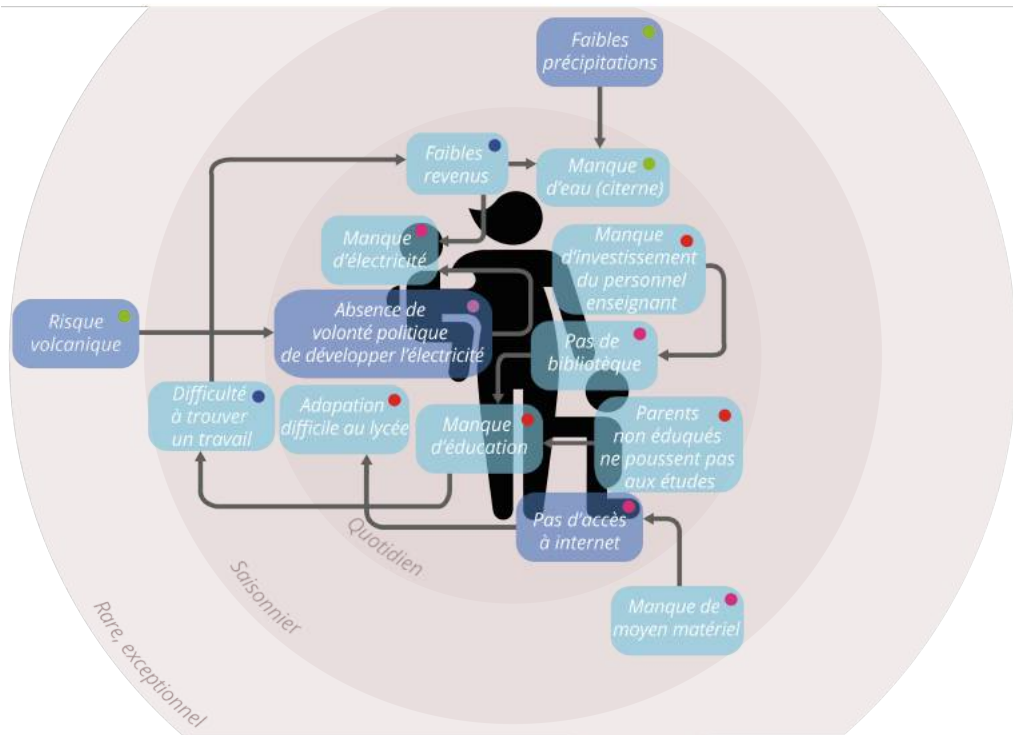 Faibles
précipitations
Faibles
revenus
Manque
d'eau (citerne)
Manque
d'électricité
Manque
d'investissement
du personnel
enseignant
Absence de
volonté politique
de développer l'électricité
Risque
volcanique
Pas de
bibliotèque
Difficulté
à trouver
un travail
Adapation
difficile au lycée
Manque
d'éducation
Parents
non éduqués
ne poussent pas
aux études
Pas d'accès
à internet
Quotidien
Saisonnier
Rare, exceptionnel
Manque de
moyen matériel